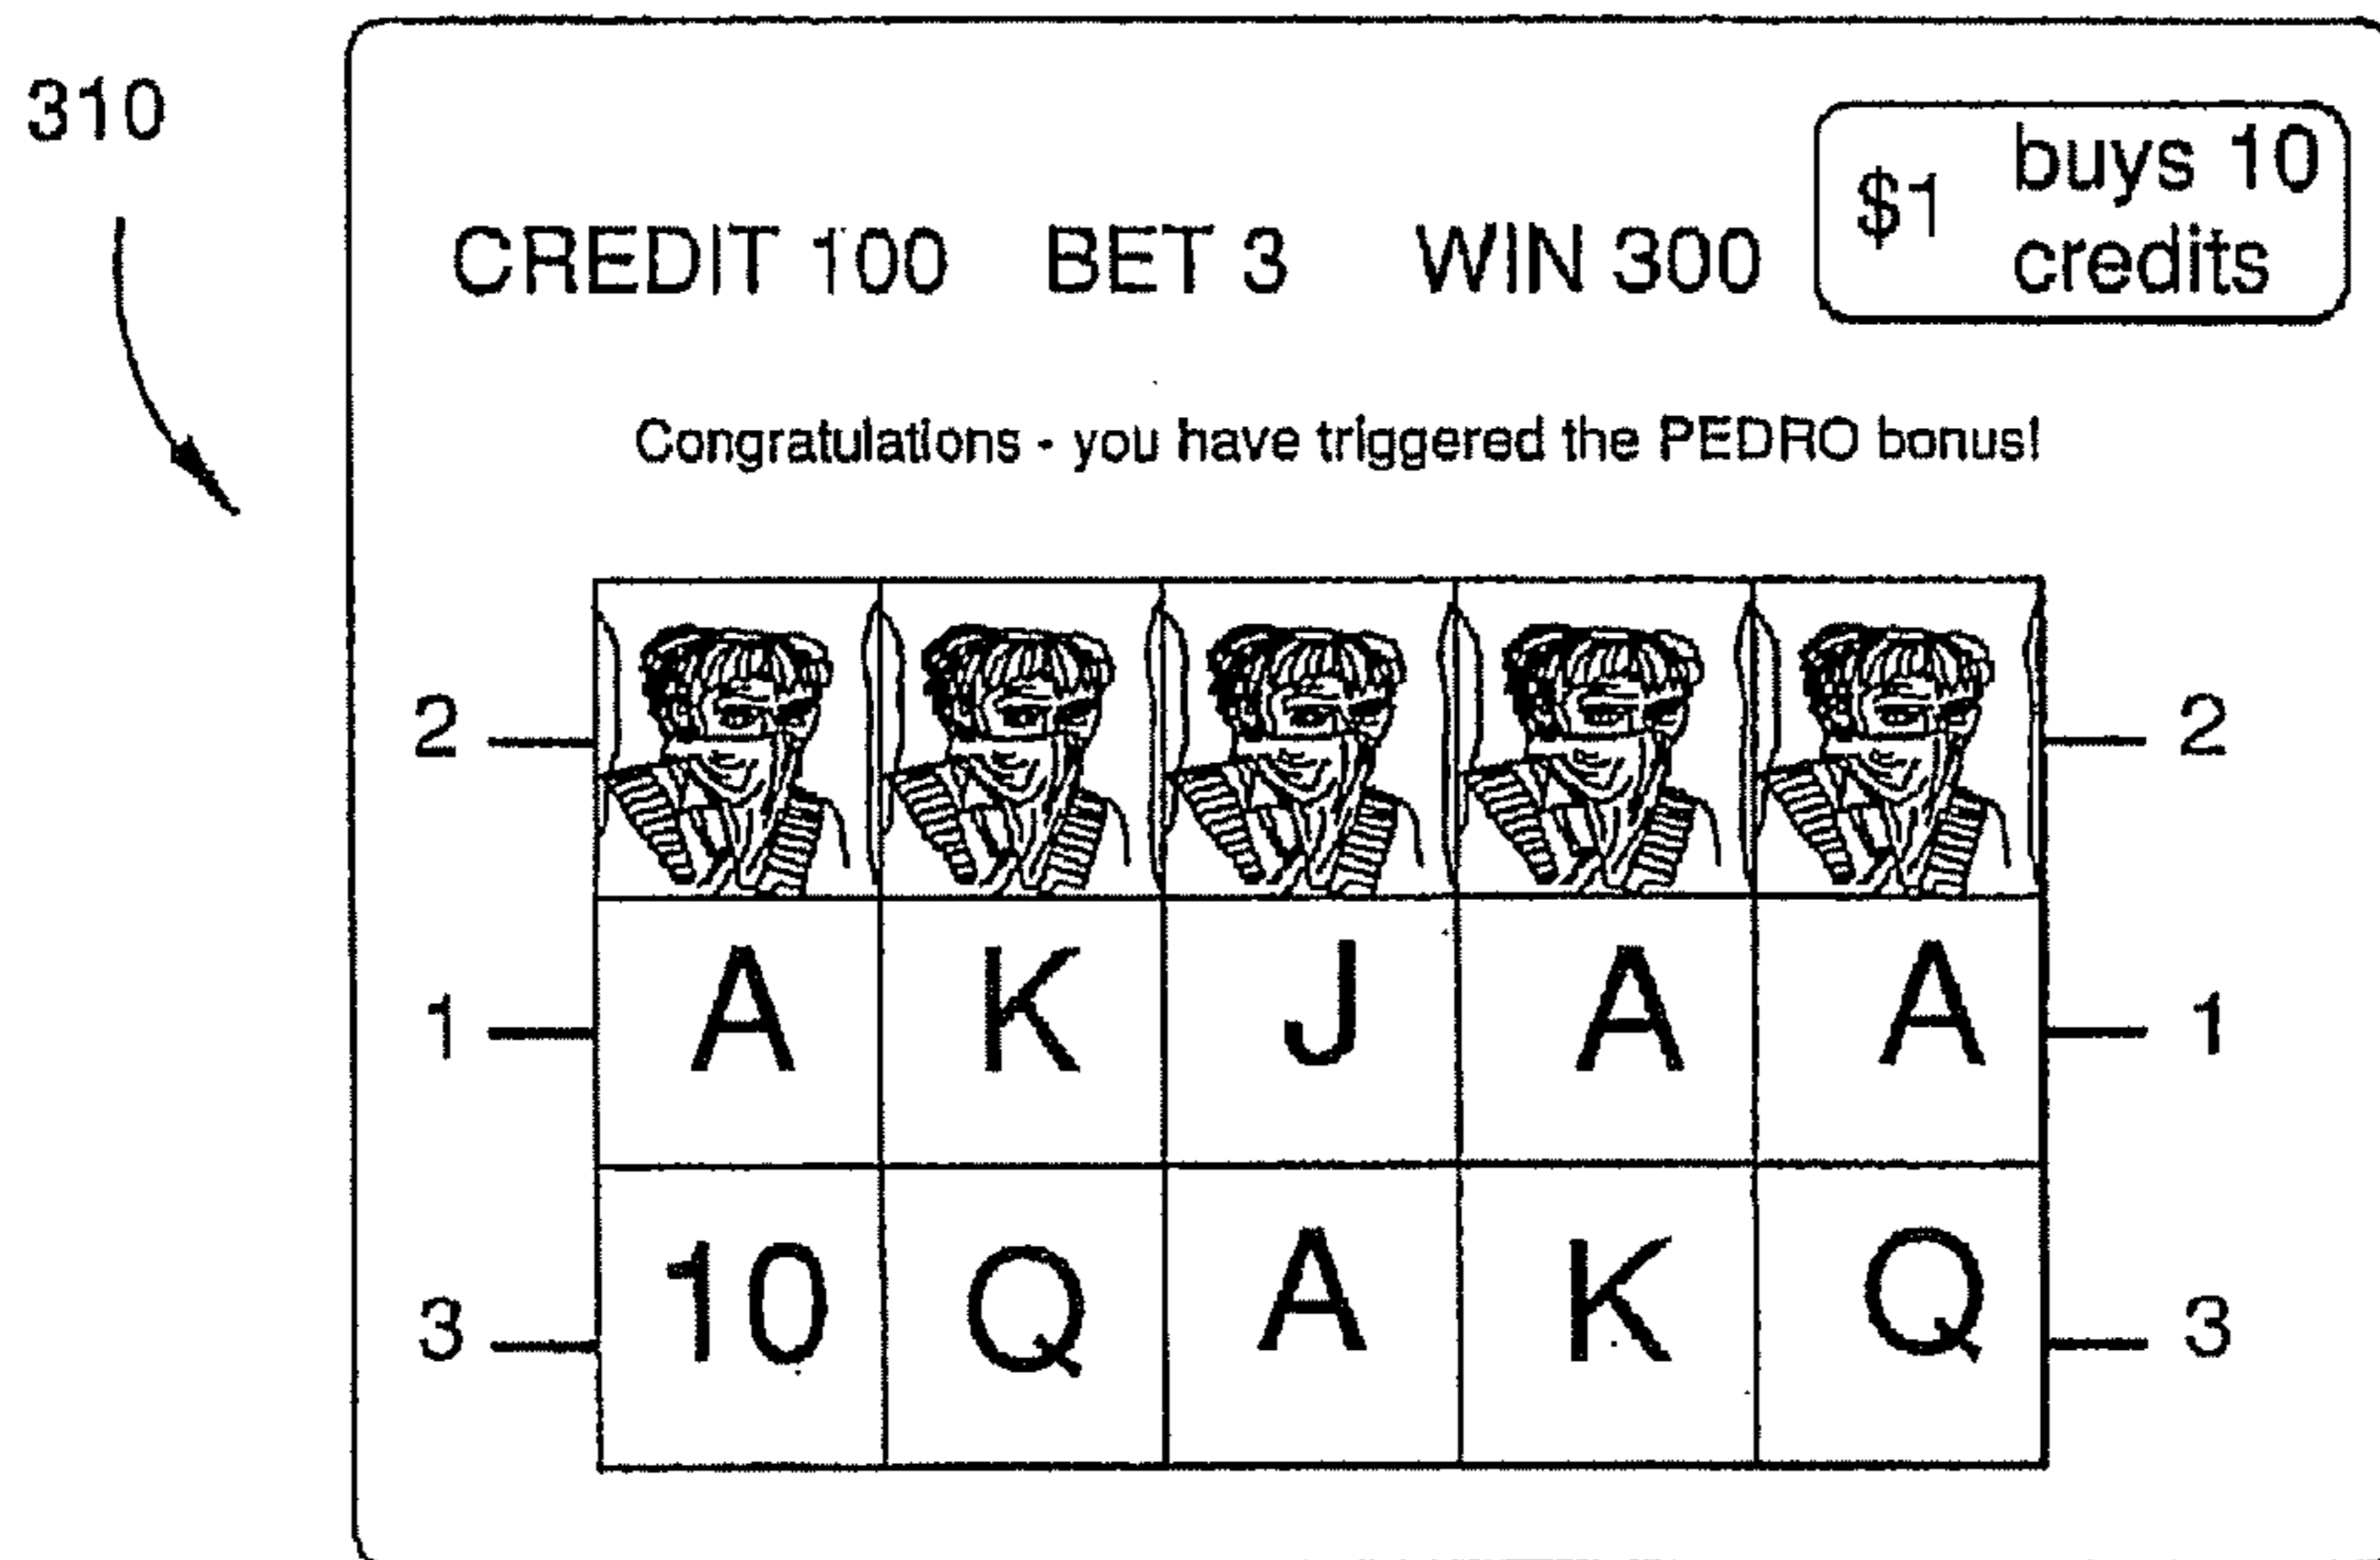 310
$1 buys 10 credits
CREDIT 100 BET 3 WIN 300
Congratulations - you have triggered the PEDRO bonus!
2 2
1 A K J A A 1
3 10 Q A K Q 3